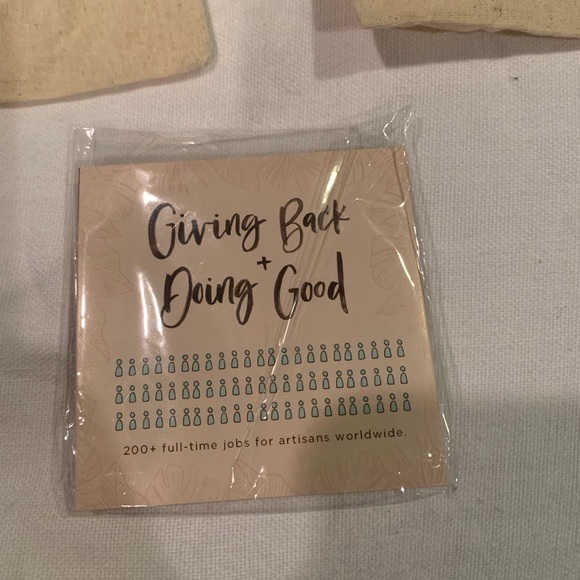 Giving Back
+
Doing Good
200+ full-time jobs for artisans worldwide.